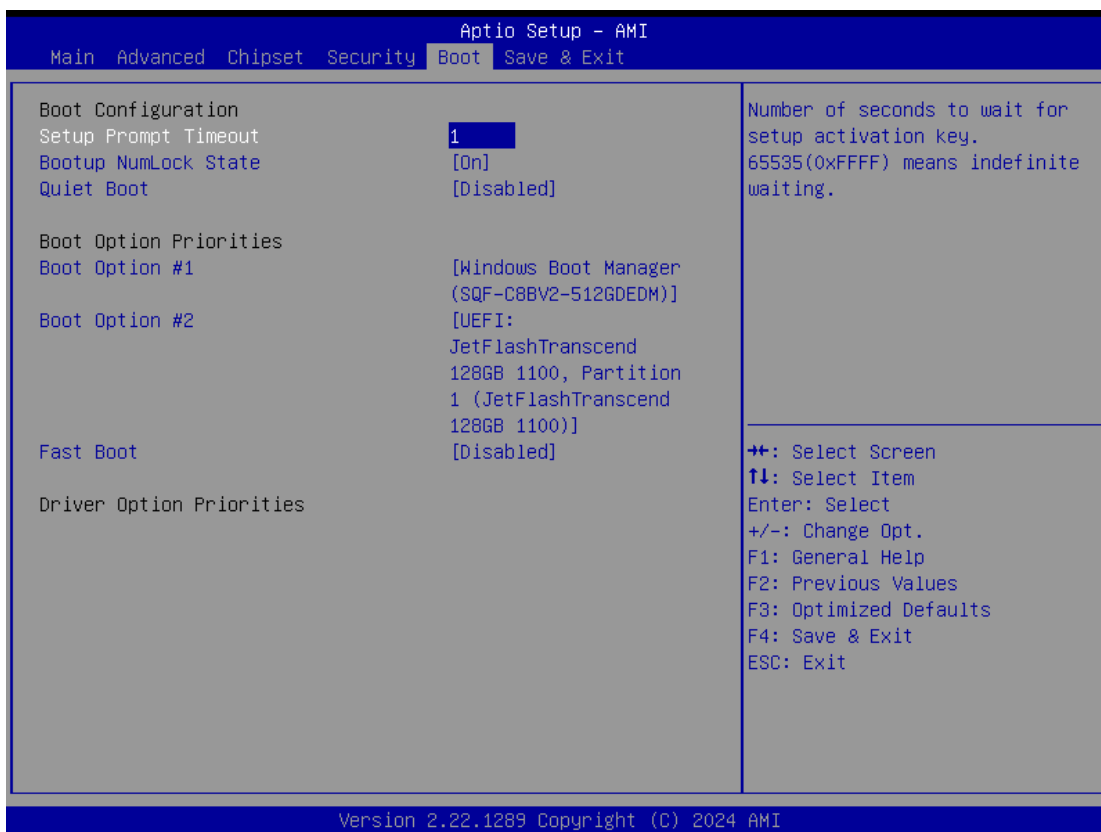 Aptio Setup – AMI
Main Advanced Chipset Security Boot Save & Exit
Boot Configuration
Setup Prompt Timeout 1
Bootup NumLock State [On]
Quiet Boot [Disabled]
Boot Option Priorities
Boot Option #1 [Windows Boot Manager
(SQF-C8BV2-512GDEDM)]
Boot Option #2 [UEFI:
JetFlashTranscend
128GB 1100, Partition
1 (JetFlashTranscend
128GB 1100)]
Fast Boot [Disabled]
Driver Option Priorities
Number of seconds to wait for
setup activation key.
65535(0xFFFF) means indefinite
waiting.
→←: Select Screen
↑↓: Select Item
Enter: Select
+/-: Change Opt.
F1: General Help
F2: Previous Values
F3: Optimized Defaults
F4: Save & Exit
ESC: Exit
Version 2.22.1289 Copyright (C) 2024 AMI